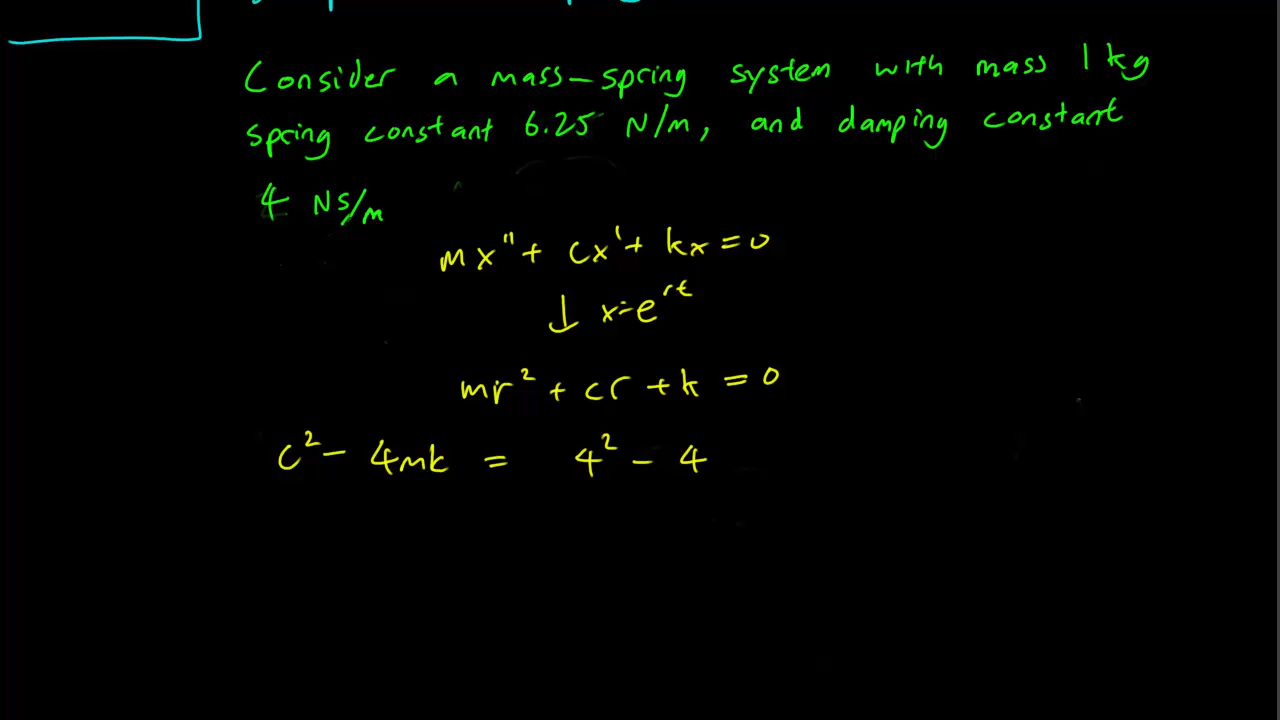 Consider a mass-spring system with mass 1 kg
spring constant 6.25 N/m, and damping constant
4 NS/m
mx" + cx' + kx = 0
↓ x=e^rt
mr² + cr + k = 0
c² - 4mk = 4² - 4